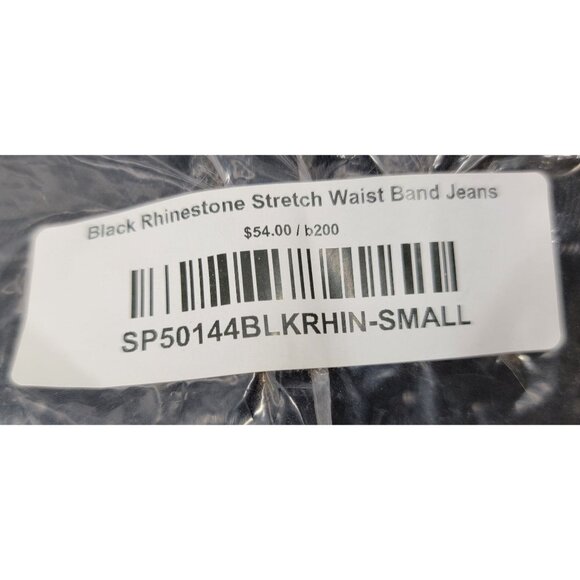 Black Rhinestone Stretch Waist Band Jeans
$54.00 / b200
SP50144BLKRHIN-SMALL